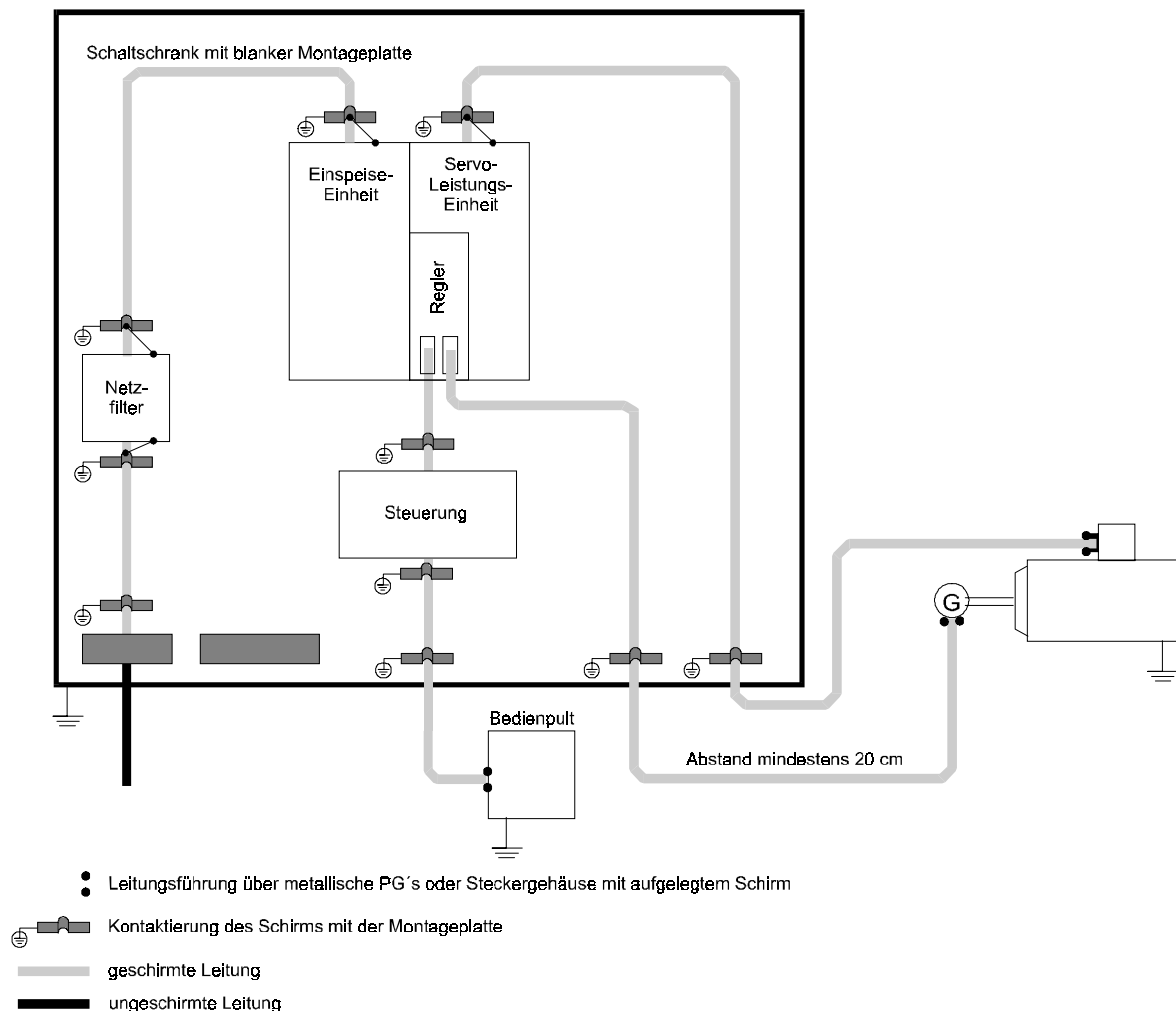 Schaltschrank mit blanker Montageplatte
Einspeise-
Einheit
Servo-
Leistungs-
Einheit
Regler
Netz-
filter
Steuerung
G
Bedienpult
Abstand mindestens 20 cm
Leitungsführung über metallische PG´s oder Steckergehäuse mit aufgelegtem Schirm
Kontaktierung des Schirms mit der Montageplatte
geschirmte Leitung
ungeschirmte Leitung